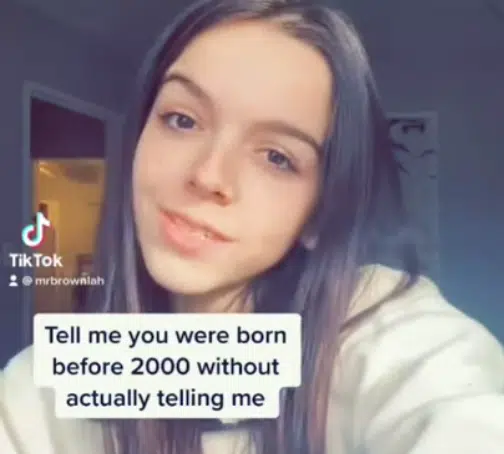 TikTok
@mrbrownlah
Tell me you were born
before 2000 without
actually telling me